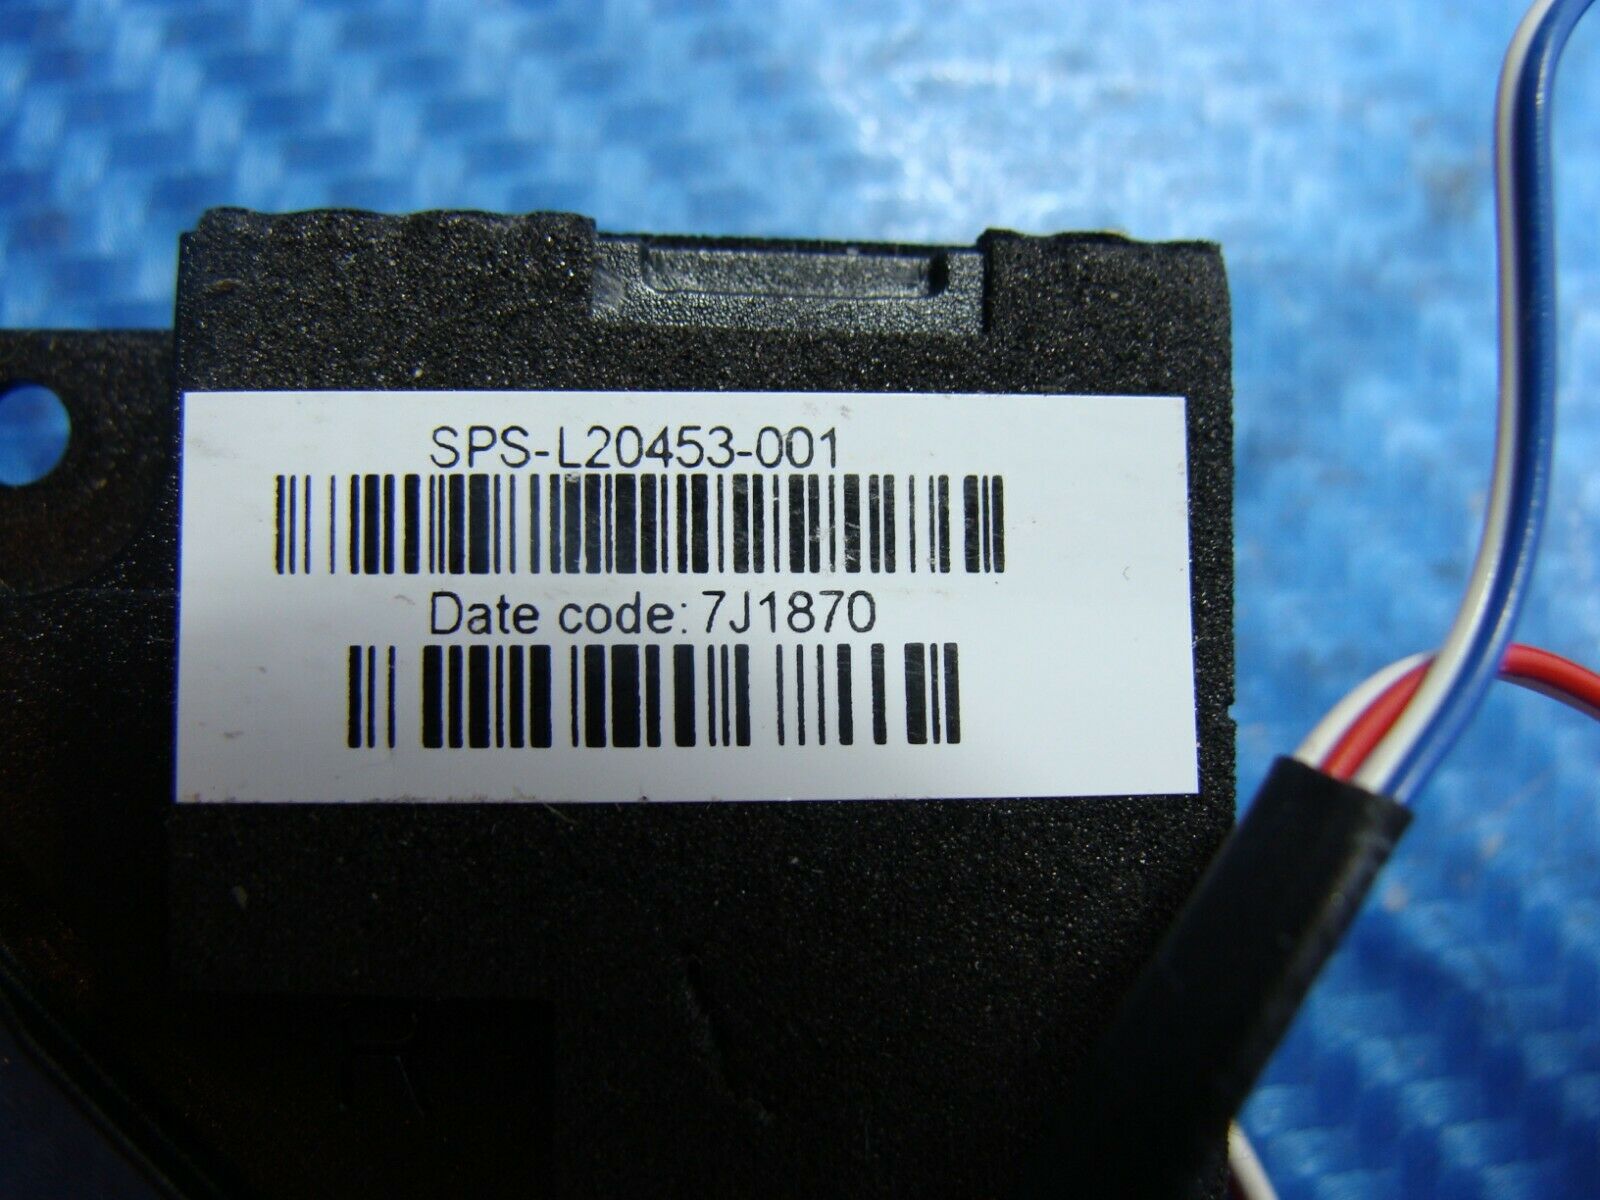 SPS-L20453-001
Date code: 7J1870
R